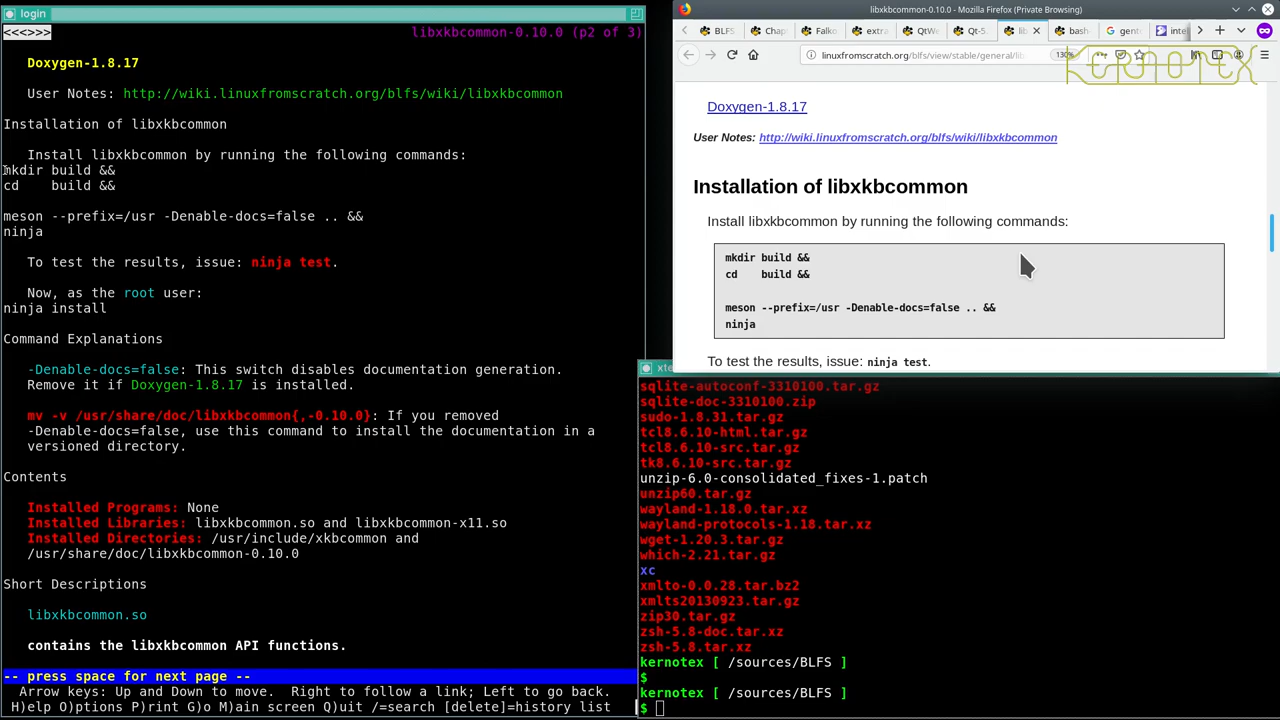 login
<<<>>>
libxkbcommon-0.10.0 (p2 of 3)
Doxygen-1.8.17
User Notes: http://wiki.linuxfromscratch.org/blfs/wiki/libxkbcommon
Installation of libxkbcommon
Install libxkbcommon by running the following commands:
mkdir build &&
cd    build &&
meson --prefix=/usr -Denable-docs=false .. &&
ninja
To test the results, issue: ninja test.
Now, as the root user:
ninja install
Command Explanations
-Denable-docs=false: This switch disables documentation generation.
Remove it if Doxygen-1.8.17 is installed.
mv -v /usr/share/doc/libxkbcommon{,-0.10.0}: If you removed
-Denable-docs=false, use this command to install the documentation in a
versioned directory.
Contents
Installed Programs: None
Installed Libraries: libxkbcommon.so and libxkbcommon-x11.so
Installed Directories: /usr/include/xkbcommon and
/usr/share/doc/libxkbcommon-0.10.0
Short Descriptions
libxkbcommon.so
contains the libxkbcommon API functions.
-- press space for next page --
Arrow keys: Up and Down to move.  Right to follow a link; Left to go back.
H)elp O)ptions P)rint G)o M)ain screen Q)uit /=search [delete]=history list
libxkbcommon-0.10.0 - Mozilla Firefox (Private Browsing)
BLFS
Chap
Falko
extra
QtWe
Qt-5.
lib
bash
gent
inte
linuxfromscratch.org/blfs/view/stable/general/lib
130%
KERNOTEX
Doxygen-1.8.17
User Notes: http://wiki.linuxfromscratch.org/blfs/wiki/libxkbcommon
Installation of libxkbcommon
Install libxkbcommon by running the following commands:
mkdir build &&
cd    build &&
meson --prefix=/usr -Denable-docs=false .. &&
ninja
To test the results, issue: ninja test.
xte
sqlite-autoconf-3310100.tar.gz
sqlite-doc-3310100.zip
sudo-1.8.31.tar.gz
tcl8.6.10-html.tar.gz
tcl8.6.10-src.tar.gz
tk8.6.10-src.tar.gz
unzip-6.0-consolidated_fixes-1.patch
unzip60.tar.gz
wayland-1.18.0.tar.xz
wayland-protocols-1.18.tar.xz
wget-1.20.3.tar.gz
which-2.21.tar.gz
xc
xmlto-0.0.28.tar.bz2
xmlts20130923.tar.gz
zip30.tar.gz
zsh-5.8-doc.tar.xz
zsh-5.8.tar.xz
kernotex [ /sources/BLFS ]
$
kernotex [ /sources/BLFS ]
$